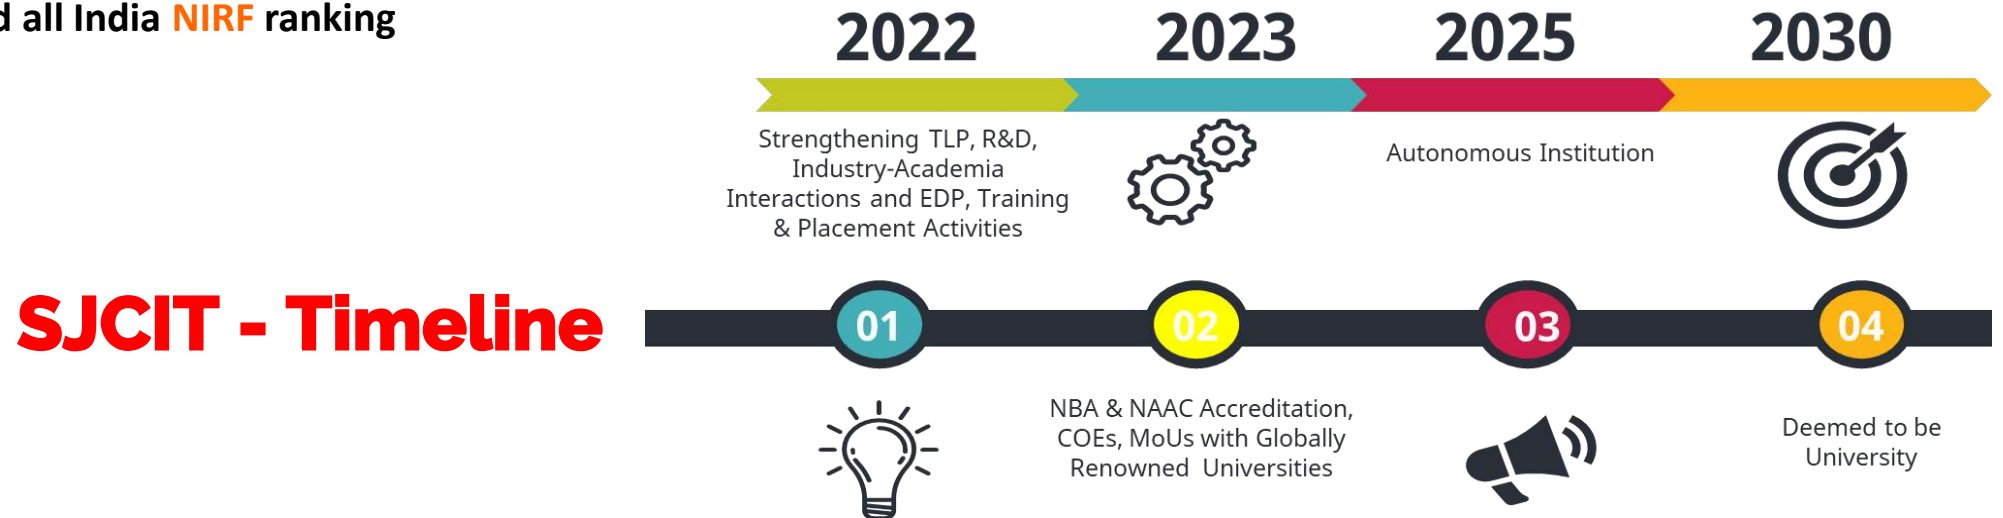 all India NIRF ranking
2022 2023 2025 2030
Strengthening TLP, R&D,
Industry-Academia
Interactions and EDP, Training
& Placement Activities
Autonomous Institution
SJCIT - Timeline
01 02 03 04
NBA & NAAC Accreditation,
COEs, MoUs with Globally
Renowned Universities
Deemed to be
University